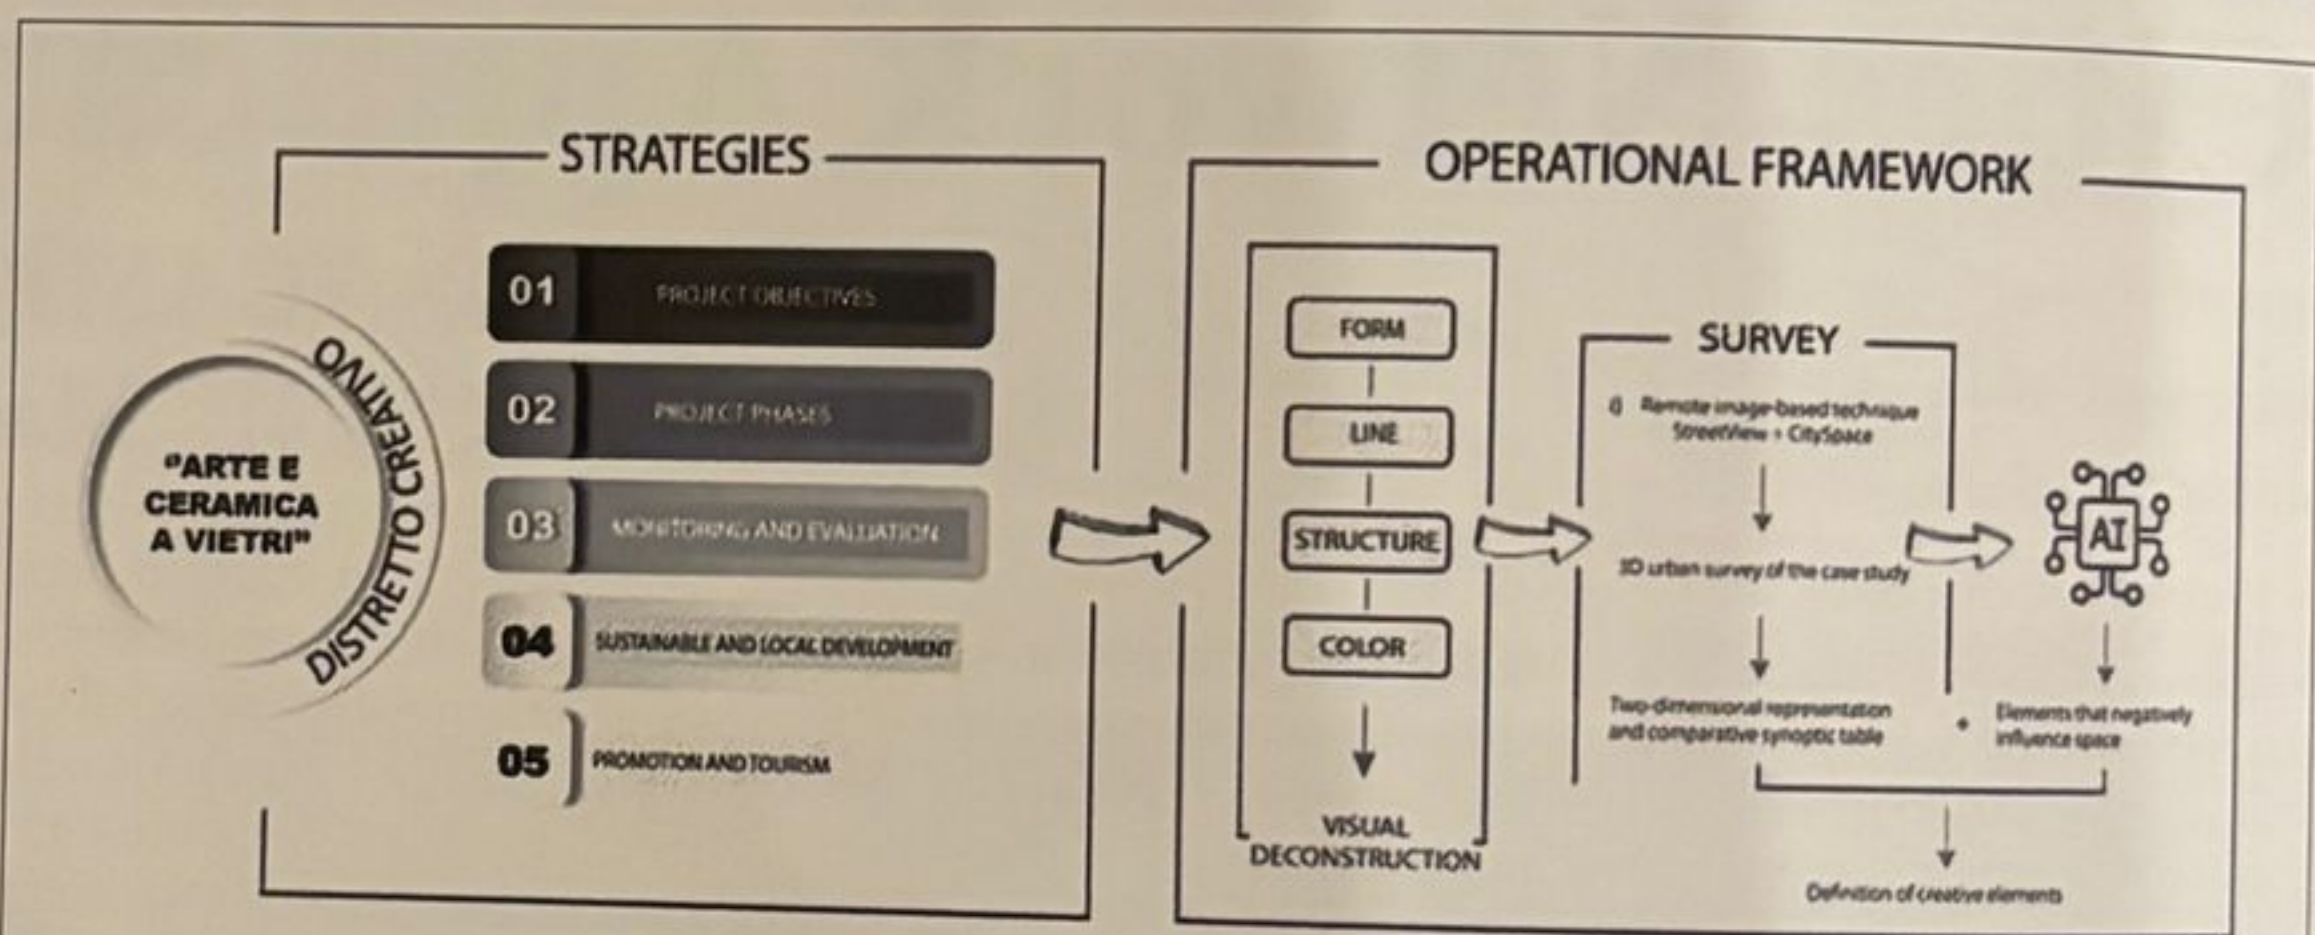 STRATEGIES
"ARTE E
CERAMICA
A VIETRI"
DISTRETTO CREATIVO
01
PROJECT OBJECTIVES
02
PROJECT PHASES
03
MONITORING AND EVALUATION
04
SUSTAINABLE AND LOCAL DEVELOPMENT
05
PROMOTION AND TOURISM
OPERATIONAL FRAMEWORK
FORM
LINE
STRUCTURE
COLOR
VISUAL
DECONSTRUCTION
SURVEY
i) Remote image-based technique
StreetView + CitySpace
3D urban survey of the case study
Two-dimensional representation
and comparative synoptic table
+
AI
Elements that negatively
influence space
Definition of creative elements